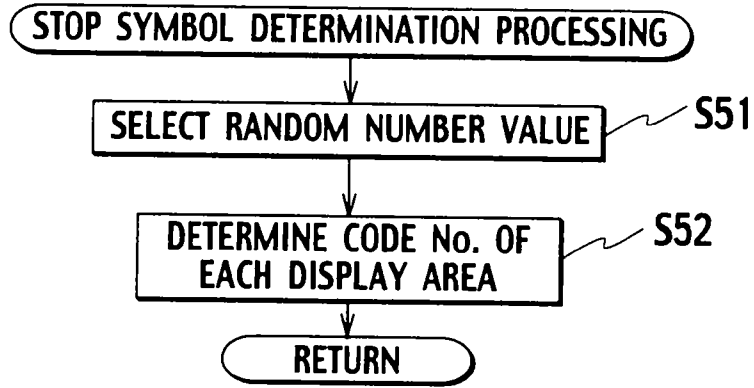 STOP SYMBOL DETERMINATION PROCESSING
SELECT RANDOM NUMBER VALUE
S51
DETERMINE CODE No. OF
EACH DISPLAY AREA
S52
RETURN